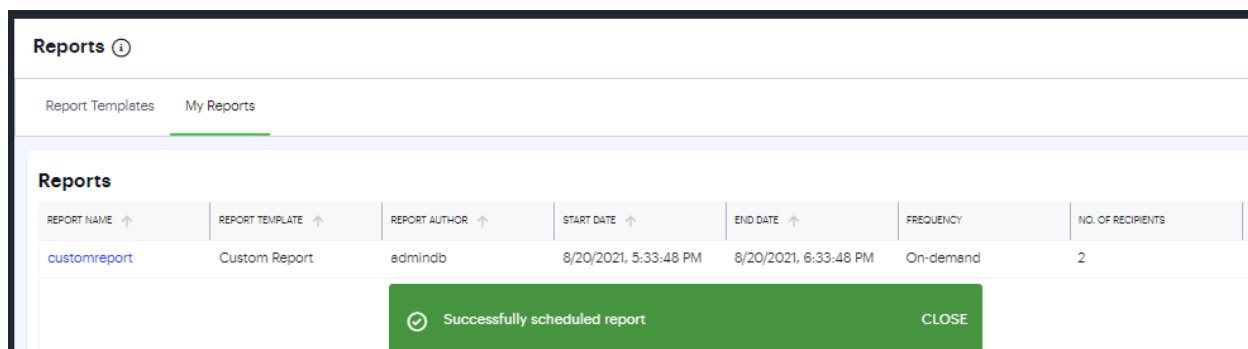 Reports
Report Templates My Reports
Reports
REPORT NAME REPORT TEMPLATE REPORT AUTHOR START DATE END DATE FREQUENCY NO. OF RECIPIENTS
customreport Custom Report admindb 8/20/2021, 5:33:48 PM 8/20/2021, 6:33:48 PM On-demand 2
Successfully scheduled report CLOSE